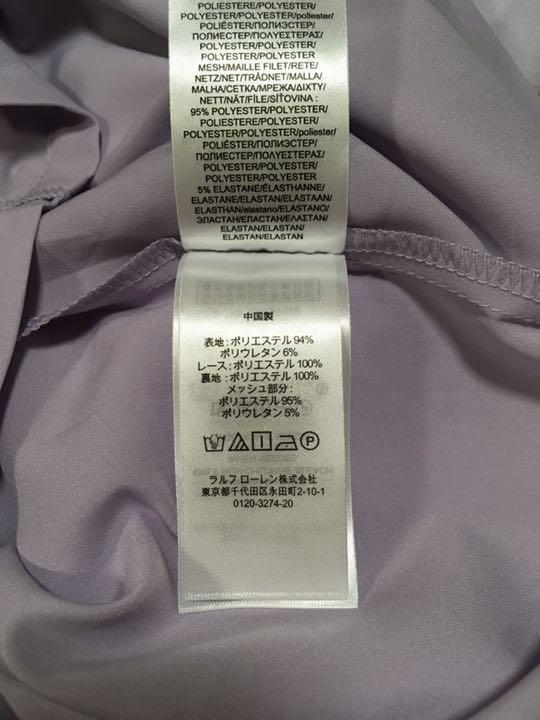 POLIESTERE/POLYESTER/
POLYESTER/POLYESTER/poliester/
POLIÉSTER/ПОЛИЭСТЕР/
ПОЛИЕСТЕР/ΠΟΛΥΕΣΤΕΡΑΣ/
POLYESTER/POLYESTER/
POLYESTER/POLYESTER
MESH/MAILLE FILET/RETE/
NETZ/NET/TRÅDNET/MALLA/
MALHA/СЕТКА/МРЕЖА/ΔΙΧΤΥ/
NETT/NÄT/FİLE/SÍŤOVINA :
95% POLYESTER/POLYESTER/
POLIESTERE/POLYESTER/
POLYESTER/POLYESTER/poliester/
POLIÉSTER/ПОЛИЭСТЕР/
ПОЛИЕСТЕР/ΠΟΛΥΕΣΤΕΡΑΣ/
POLYESTER/POLYESTER/
POLYESTER/POLYESTER
5% ELASTANE/ÉLASTHANNE/
ELASTANE/ELASTAN/ELASTAAN/
ELASTHAN/elastano/ELASTANO/
ЭЛАСТАН/ЕЛАСТАН/ΕΛΑΣΤΑΝ/
ELASTAN/ELASTAN/
ELASTAN/ELASTAN
中国製
表地 : ポリエステル 94%
ポリウレタン 6%
レース : ポリエステル 100%
裏地 : ポリエステル 100%
メッシュ部分 :
ポリエステル 95%
ポリウレタン 5%
ラルフ ローレン株式会社
東京都千代田区永田町2-10-1
0120-3274-20